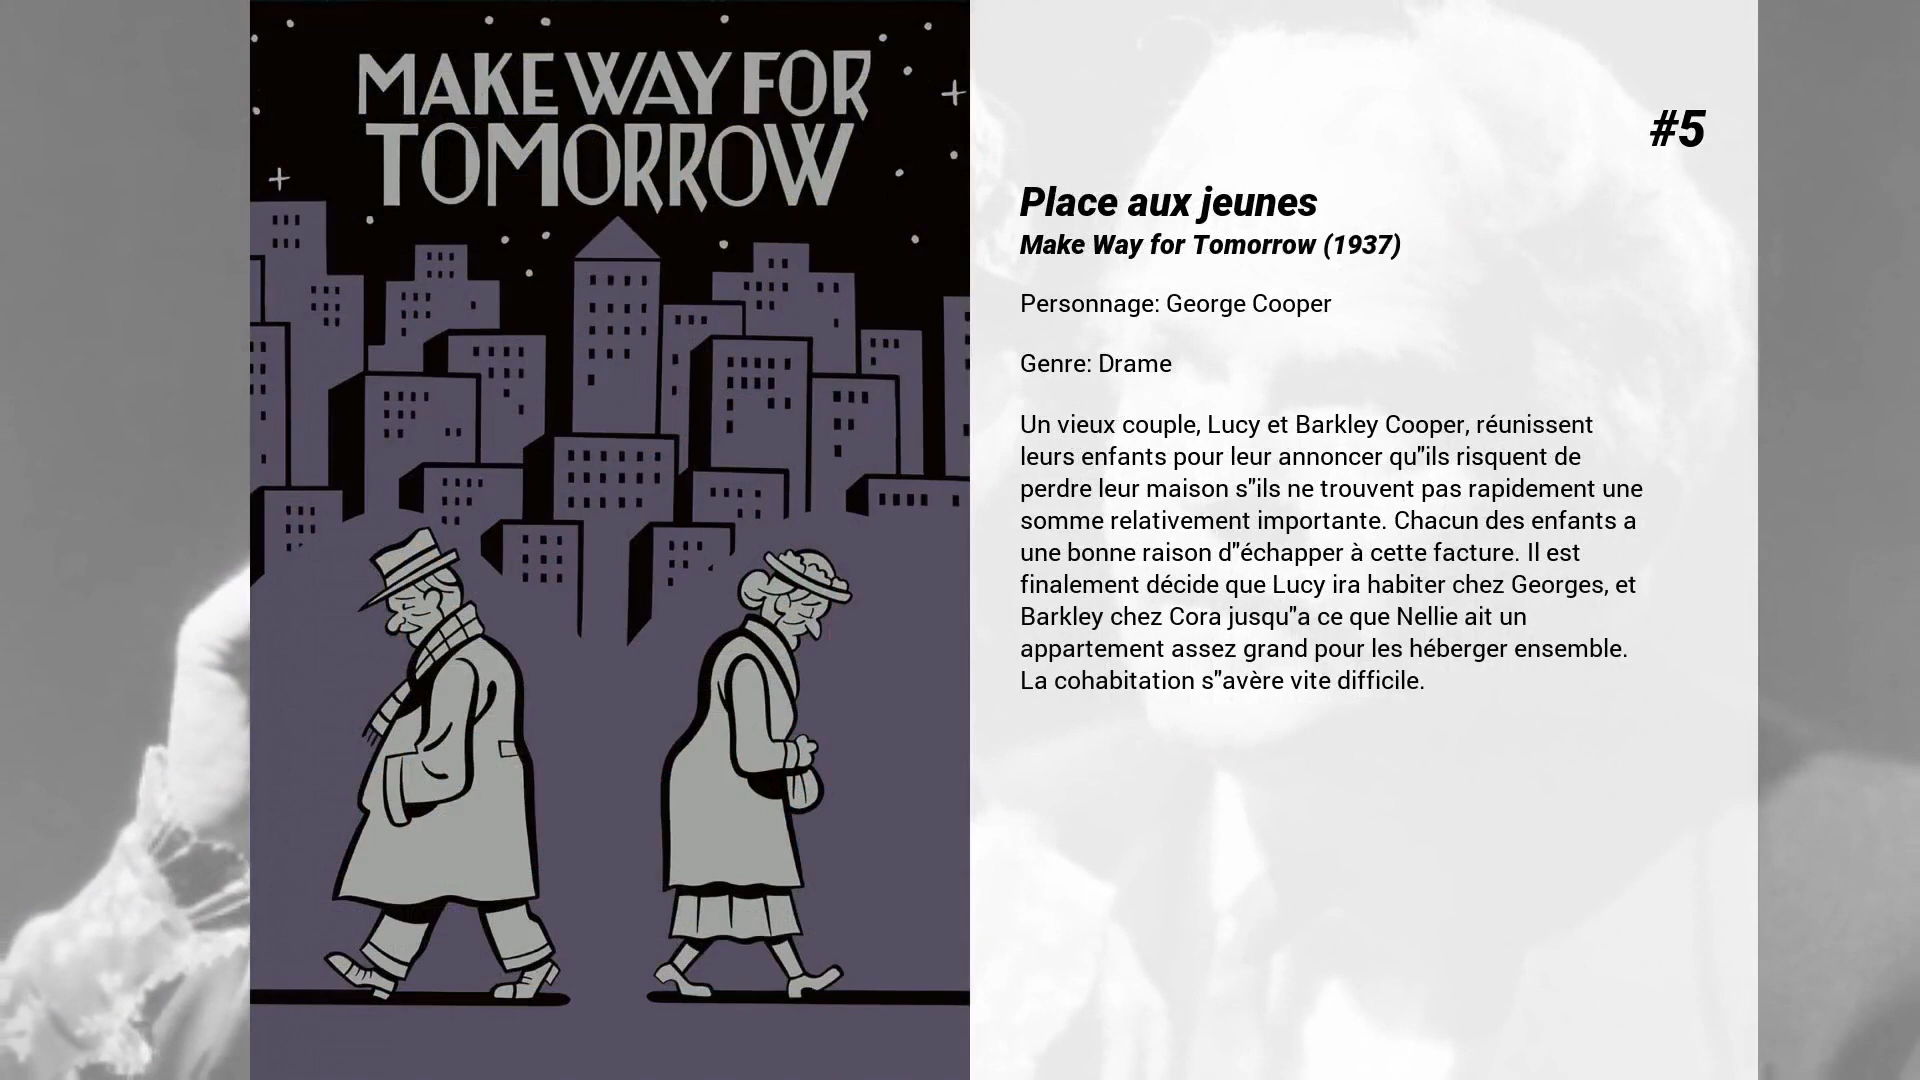 MAKE WAY FOR
TOMORROW
#5
Place aux jeunes
Make Way for Tomorrow (1937)
Personnage: George Cooper
Genre: Drame
Un vieux couple, Lucy et Barkley Cooper, réunissent
leurs enfants pour leur annoncer qu"ils risquent de
perdre leur maison s"ils ne trouvent pas rapidement une
somme relativement importante. Chacun des enfants a
une bonne raison d"échapper à cette facture. Il est
finalement décide que Lucy ira habiter chez Georges, et
Barkley chez Cora jusqu"a ce que Nellie ait un
appartement assez grand pour les héberger ensemble.
La cohabitation s"avère vite difficile.